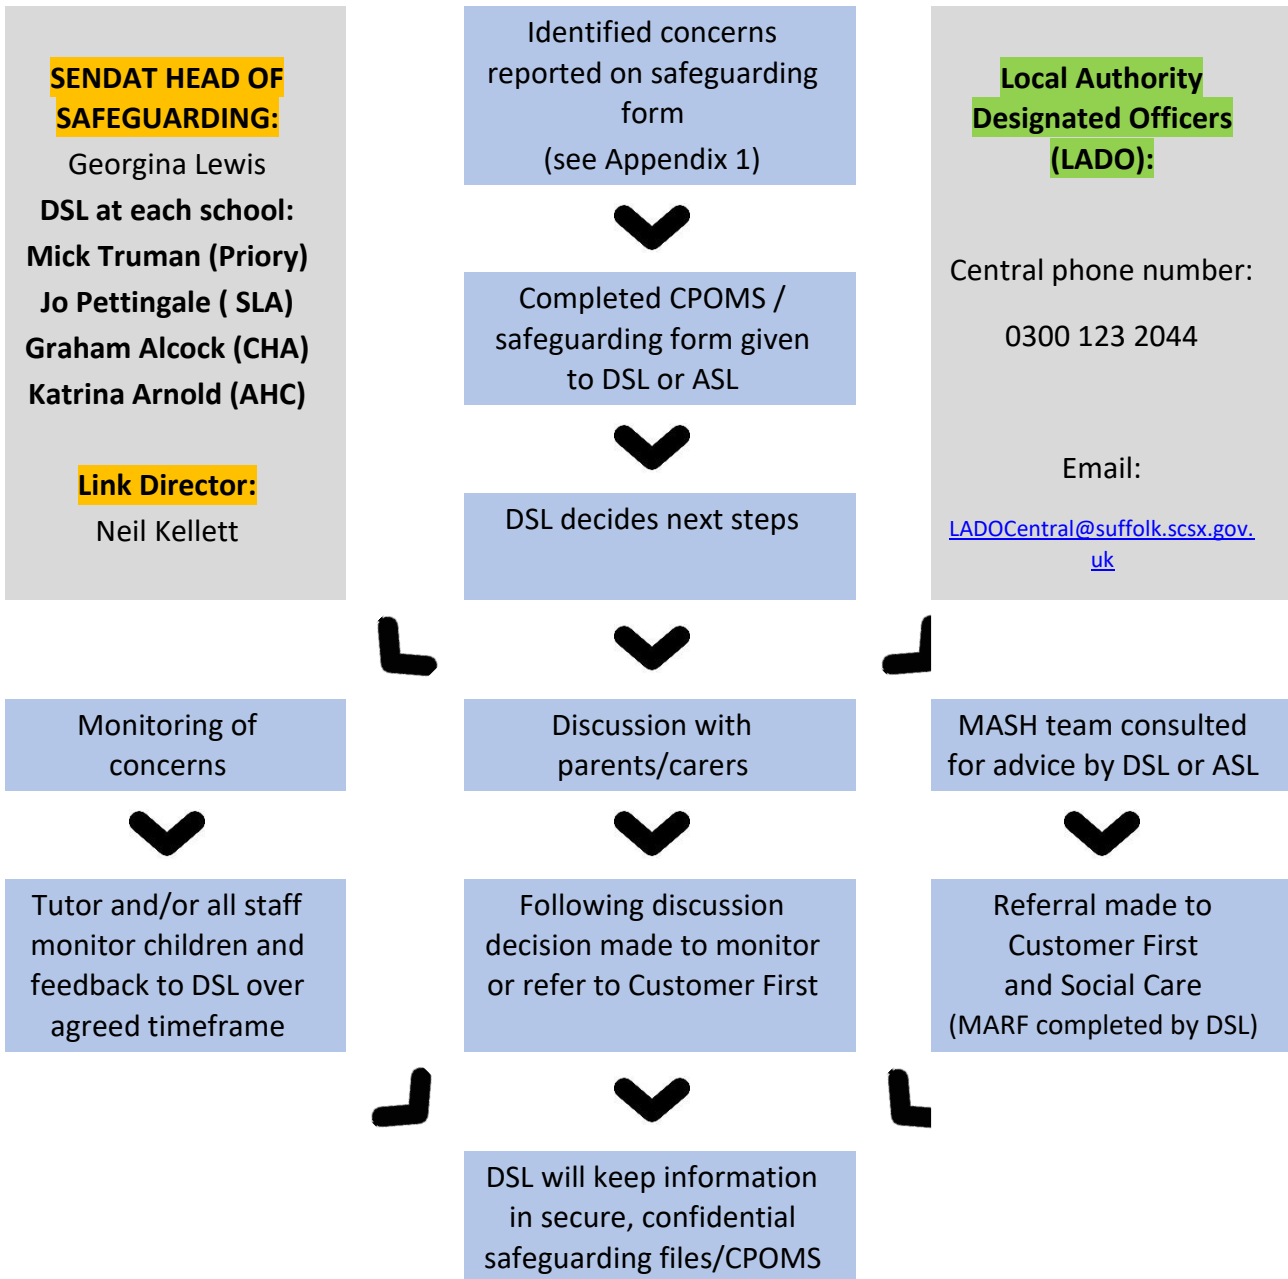 SENDAT HEAD OF
SAFEGUARDING:
Georgina Lewis
DSL at each school:
Mick Truman (Priory)
Jo Pettingale ( SLA)
Graham Alcock (CHA)
Katrina Arnold (AHC)
Link Director:
Neil Kellett
Identified concerns
reported on safeguarding
form
(see Appendix 1)
Completed CPOMS /
safeguarding form given
to DSL or ASL
DSL decides next steps
Local Authority
Designated Officers
(LADO):
Central phone number:
0300 123 2044
Email:
LADOCentral@suffolk.scsx.gov.
uk
Monitoring of
concerns
Discussion with
parents/carers
MASH team consulted
for advice by DSL or ASL
Tutor and/or all staff
monitor children and
feedback to DSL over
agreed timeframe
Following discussion
decision made to monitor
or refer to Customer First
Referral made to
Customer First
and Social Care
(MARF completed by DSL)
DSL will keep information
in secure, confidential
safeguarding files/CPOMS